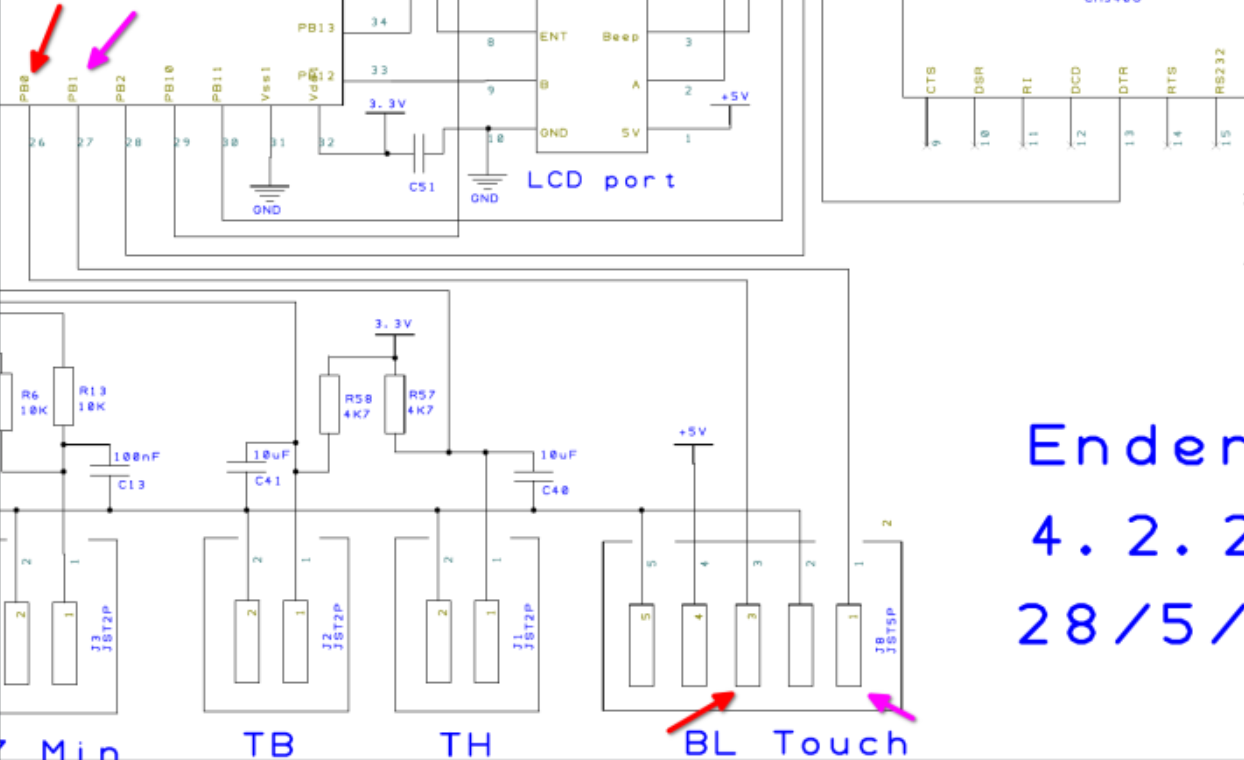 CH340G
PB13
34
PB12
Vdd1
33
PB0
PB1
PB2
PB10
PB11
Vss1
26
27
28
29
30
31
32
3.3V
C51
GND
8
ENT
Beep
3
9
B
A
2
10
GND
5V
1
+5V
GND
LCD port
CTS
DSR
RI
DCD
DTR
RTS
RS232
9
10
11
12
13
14
15
R6
10K
R13
10K
100nF
C13
3.3V
R58
4K7
R57
4K7
10uF
C41
10uF
C40
+5V
Ender
4.2.2
28/5/
2
2
1
2
1
J3
JST2P
2
1
2
1
J2
JST2P
2
1
2
1
J1
JST2P
5
4
3
2
1
5
4
3
1
J8
JST5P
Min
TB
TH
BL Touch